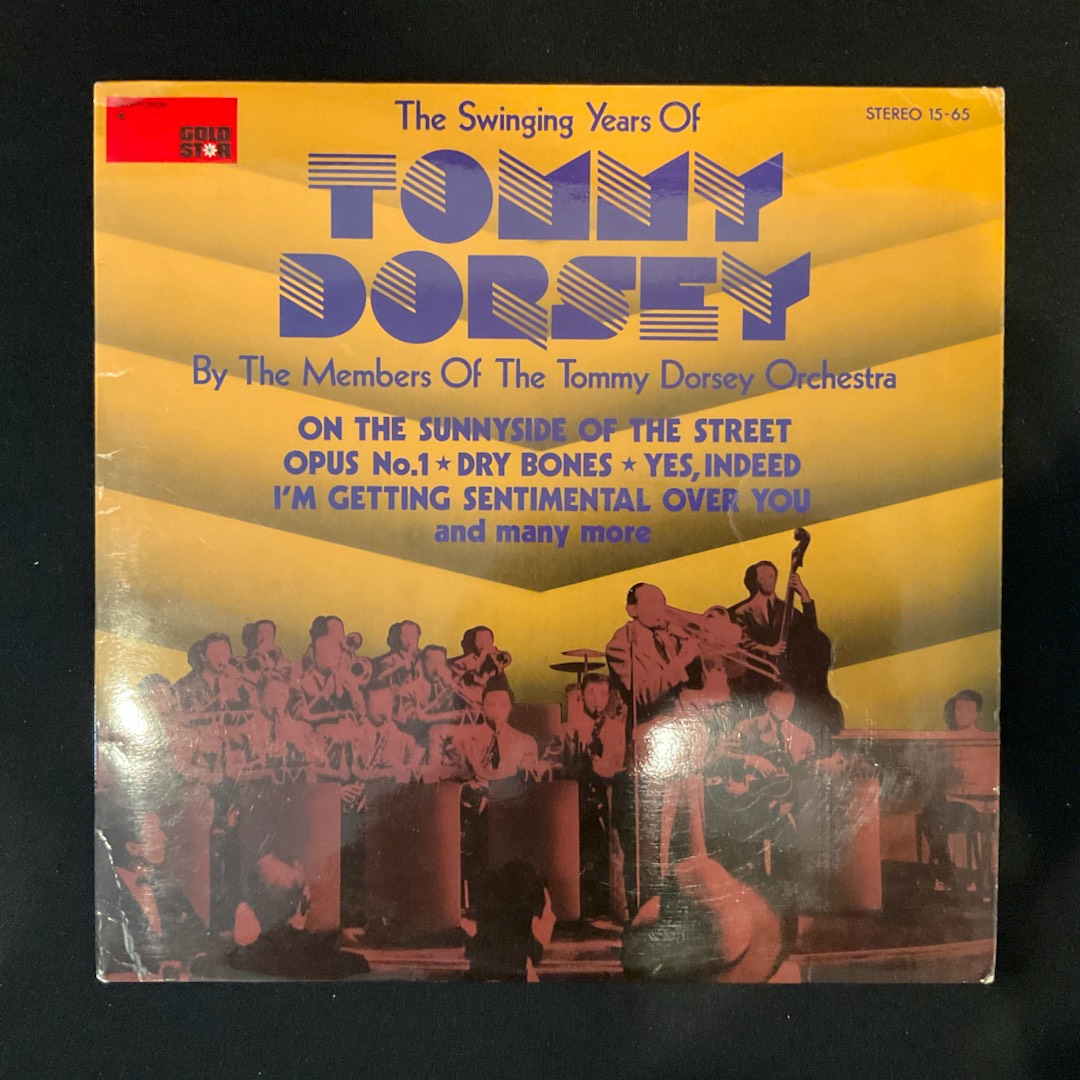 GOLD
STAR
The Swinging Years Of
STEREO 15-65
TOMMY
DORSEY
By The Members Of The Tommy Dorsey Orchestra
ON THE SUNNYSIDE OF THE STREET
OPUS No.1 ★ DRY BONES ★ YES, INDEED
I'M GETTING SENTIMENTAL OVER YOU
and many more